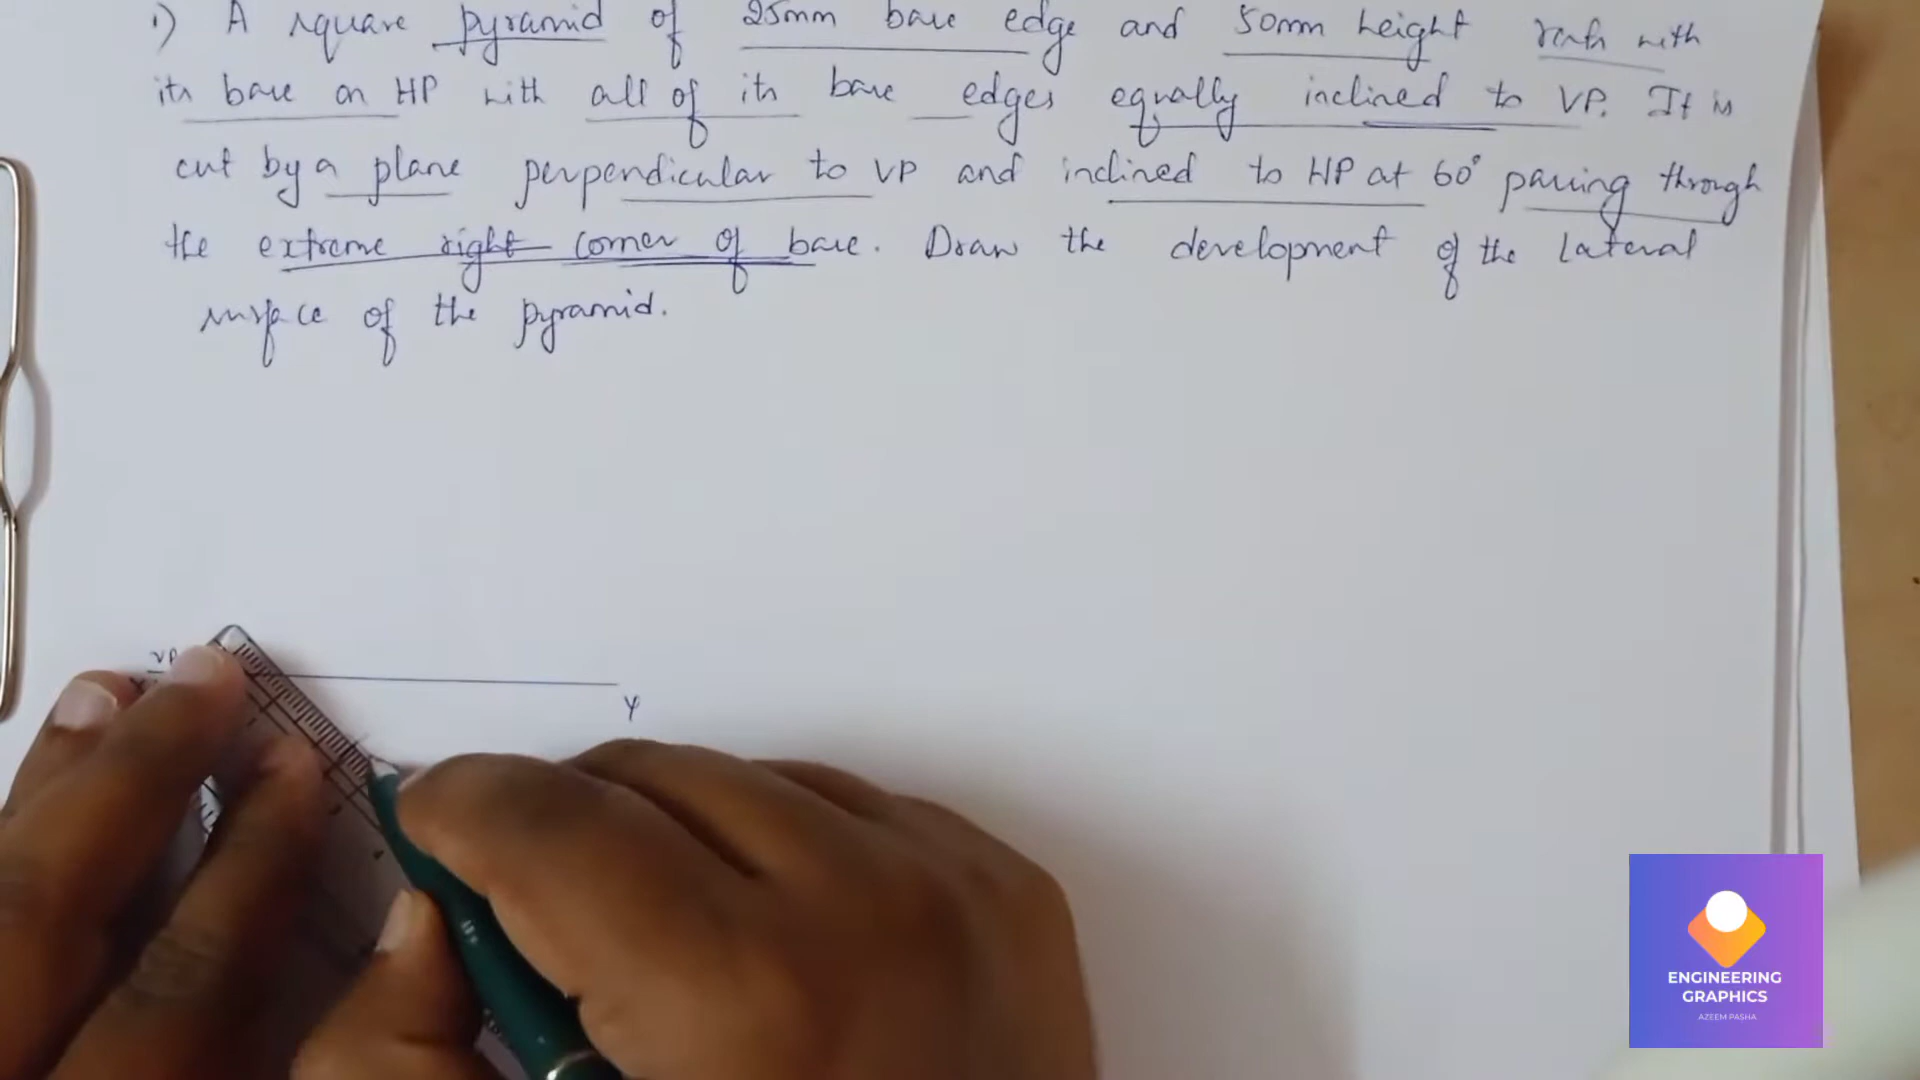 1) A square pyramid of 25mm base edge and 50mm height rests with
its base on HP with all of its base edges equally inclined to VP. It is
cut by a plane perpendicular to VP and inclined to HP at 60° passing through
the extreme right corner of base. Draw the development of the lateral
surface of the pyramid.
VP
X
Y
ENGINEERING
GRAPHICS
AZEEM PASHA